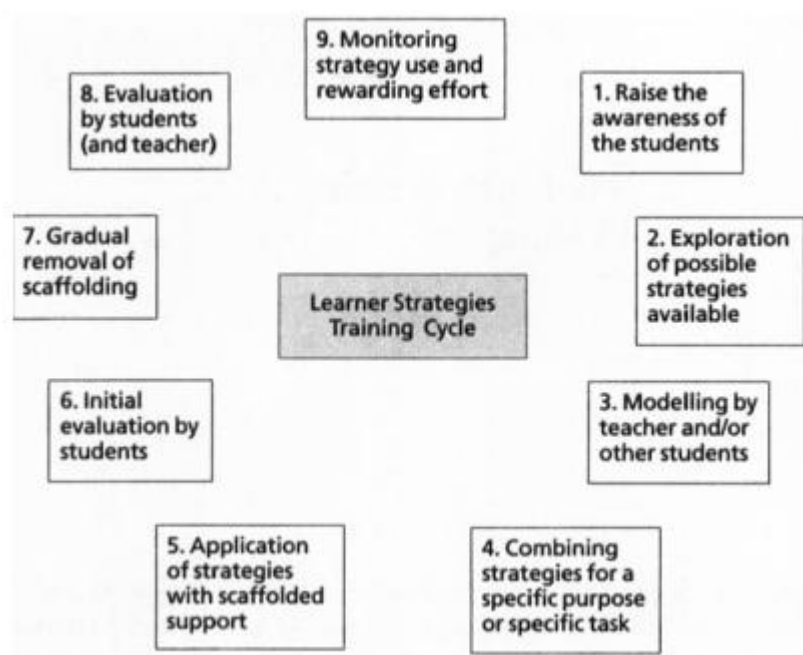 9. Monitoring
strategy use and
rewarding effort
8. Evaluation
by students
(and teacher)
1. Raise the
awareness of
the students
7. Gradual
removal of
scaffolding
2. Exploration
of possible
strategies
available
Learner Strategies
Training Cycle
6. Initial
evaluation by
students
3. Modelling by
teacher and/or
other students
5. Application
of strategies
with scaffolded
support
4. Combining
strategies for a
specific purpose
or specific task